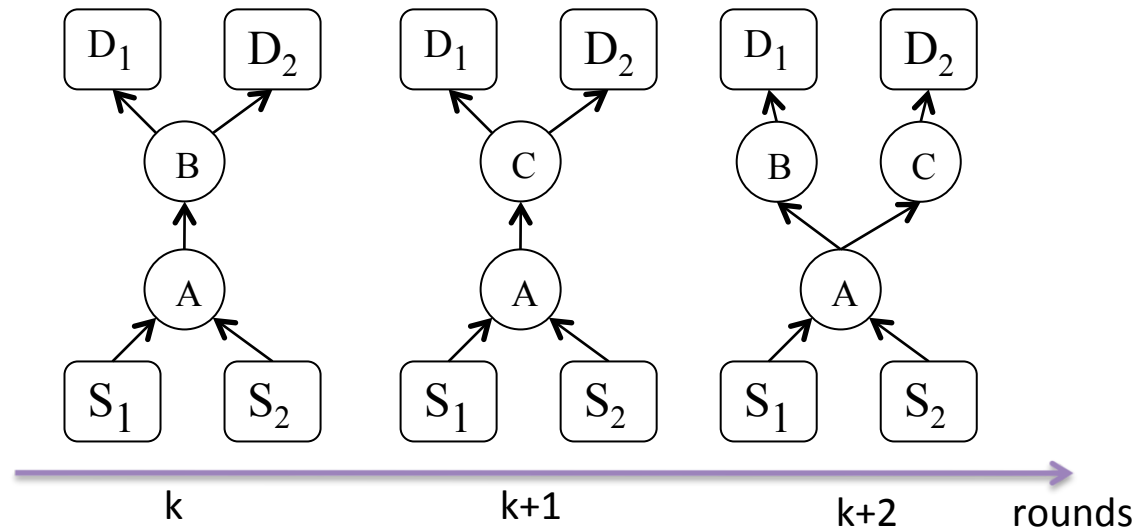 D₁ D₂ D₁ D₂ D₁ D₂
B C B C
A A A
S₁ S₂ S₁ S₂ S₁ S₂
k k+1 k+2 rounds